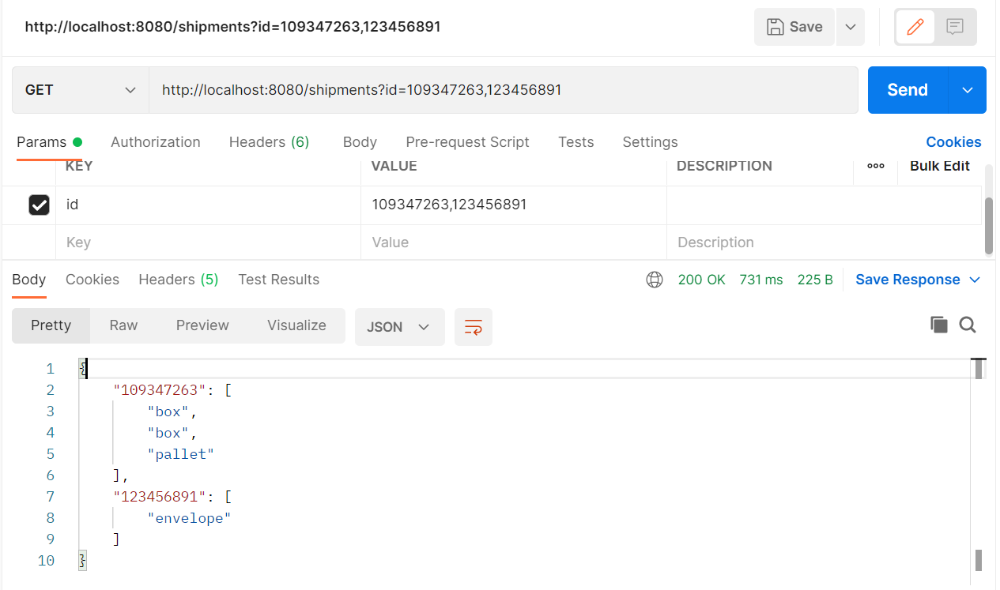 http://localhost:8080/shipments?id=109347263,123456891 Save
GET http://localhost:8080/shipments?id=109347263,123456891 Send
Params Authorization Headers (6) Body Pre-request Script Tests Settings Cookies
KEY VALUE DESCRIPTION ooo Bulk Edit
id 109347263,123456891
Key Value Description
Body Cookies Headers (5) Test Results 200 OK 731 ms 225 B Save Response
Pretty Raw Preview Visualize JSON
1 {
2 "109347263": [
3 "box",
4 "box",
5 "pallet"
6 ],
7 "123456891": [
8 "envelope"
9 ]
10 }